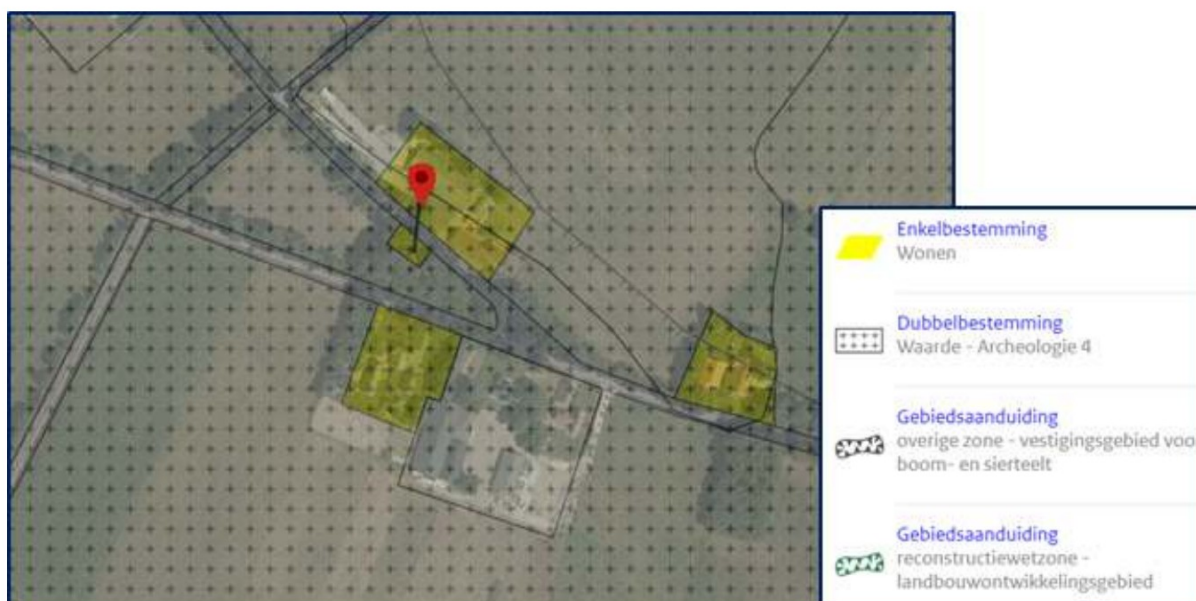 Enkelbestemming
Wonen
Dubbelbestemming
Waarde - Archeologie 4
Gebiedsaanduiding
overige zone - vestigingsgebied voo
boom- en sierteelt
Gebiedsaanduiding
reconstructiewetzone -
landbouwontwikkelingsgebied